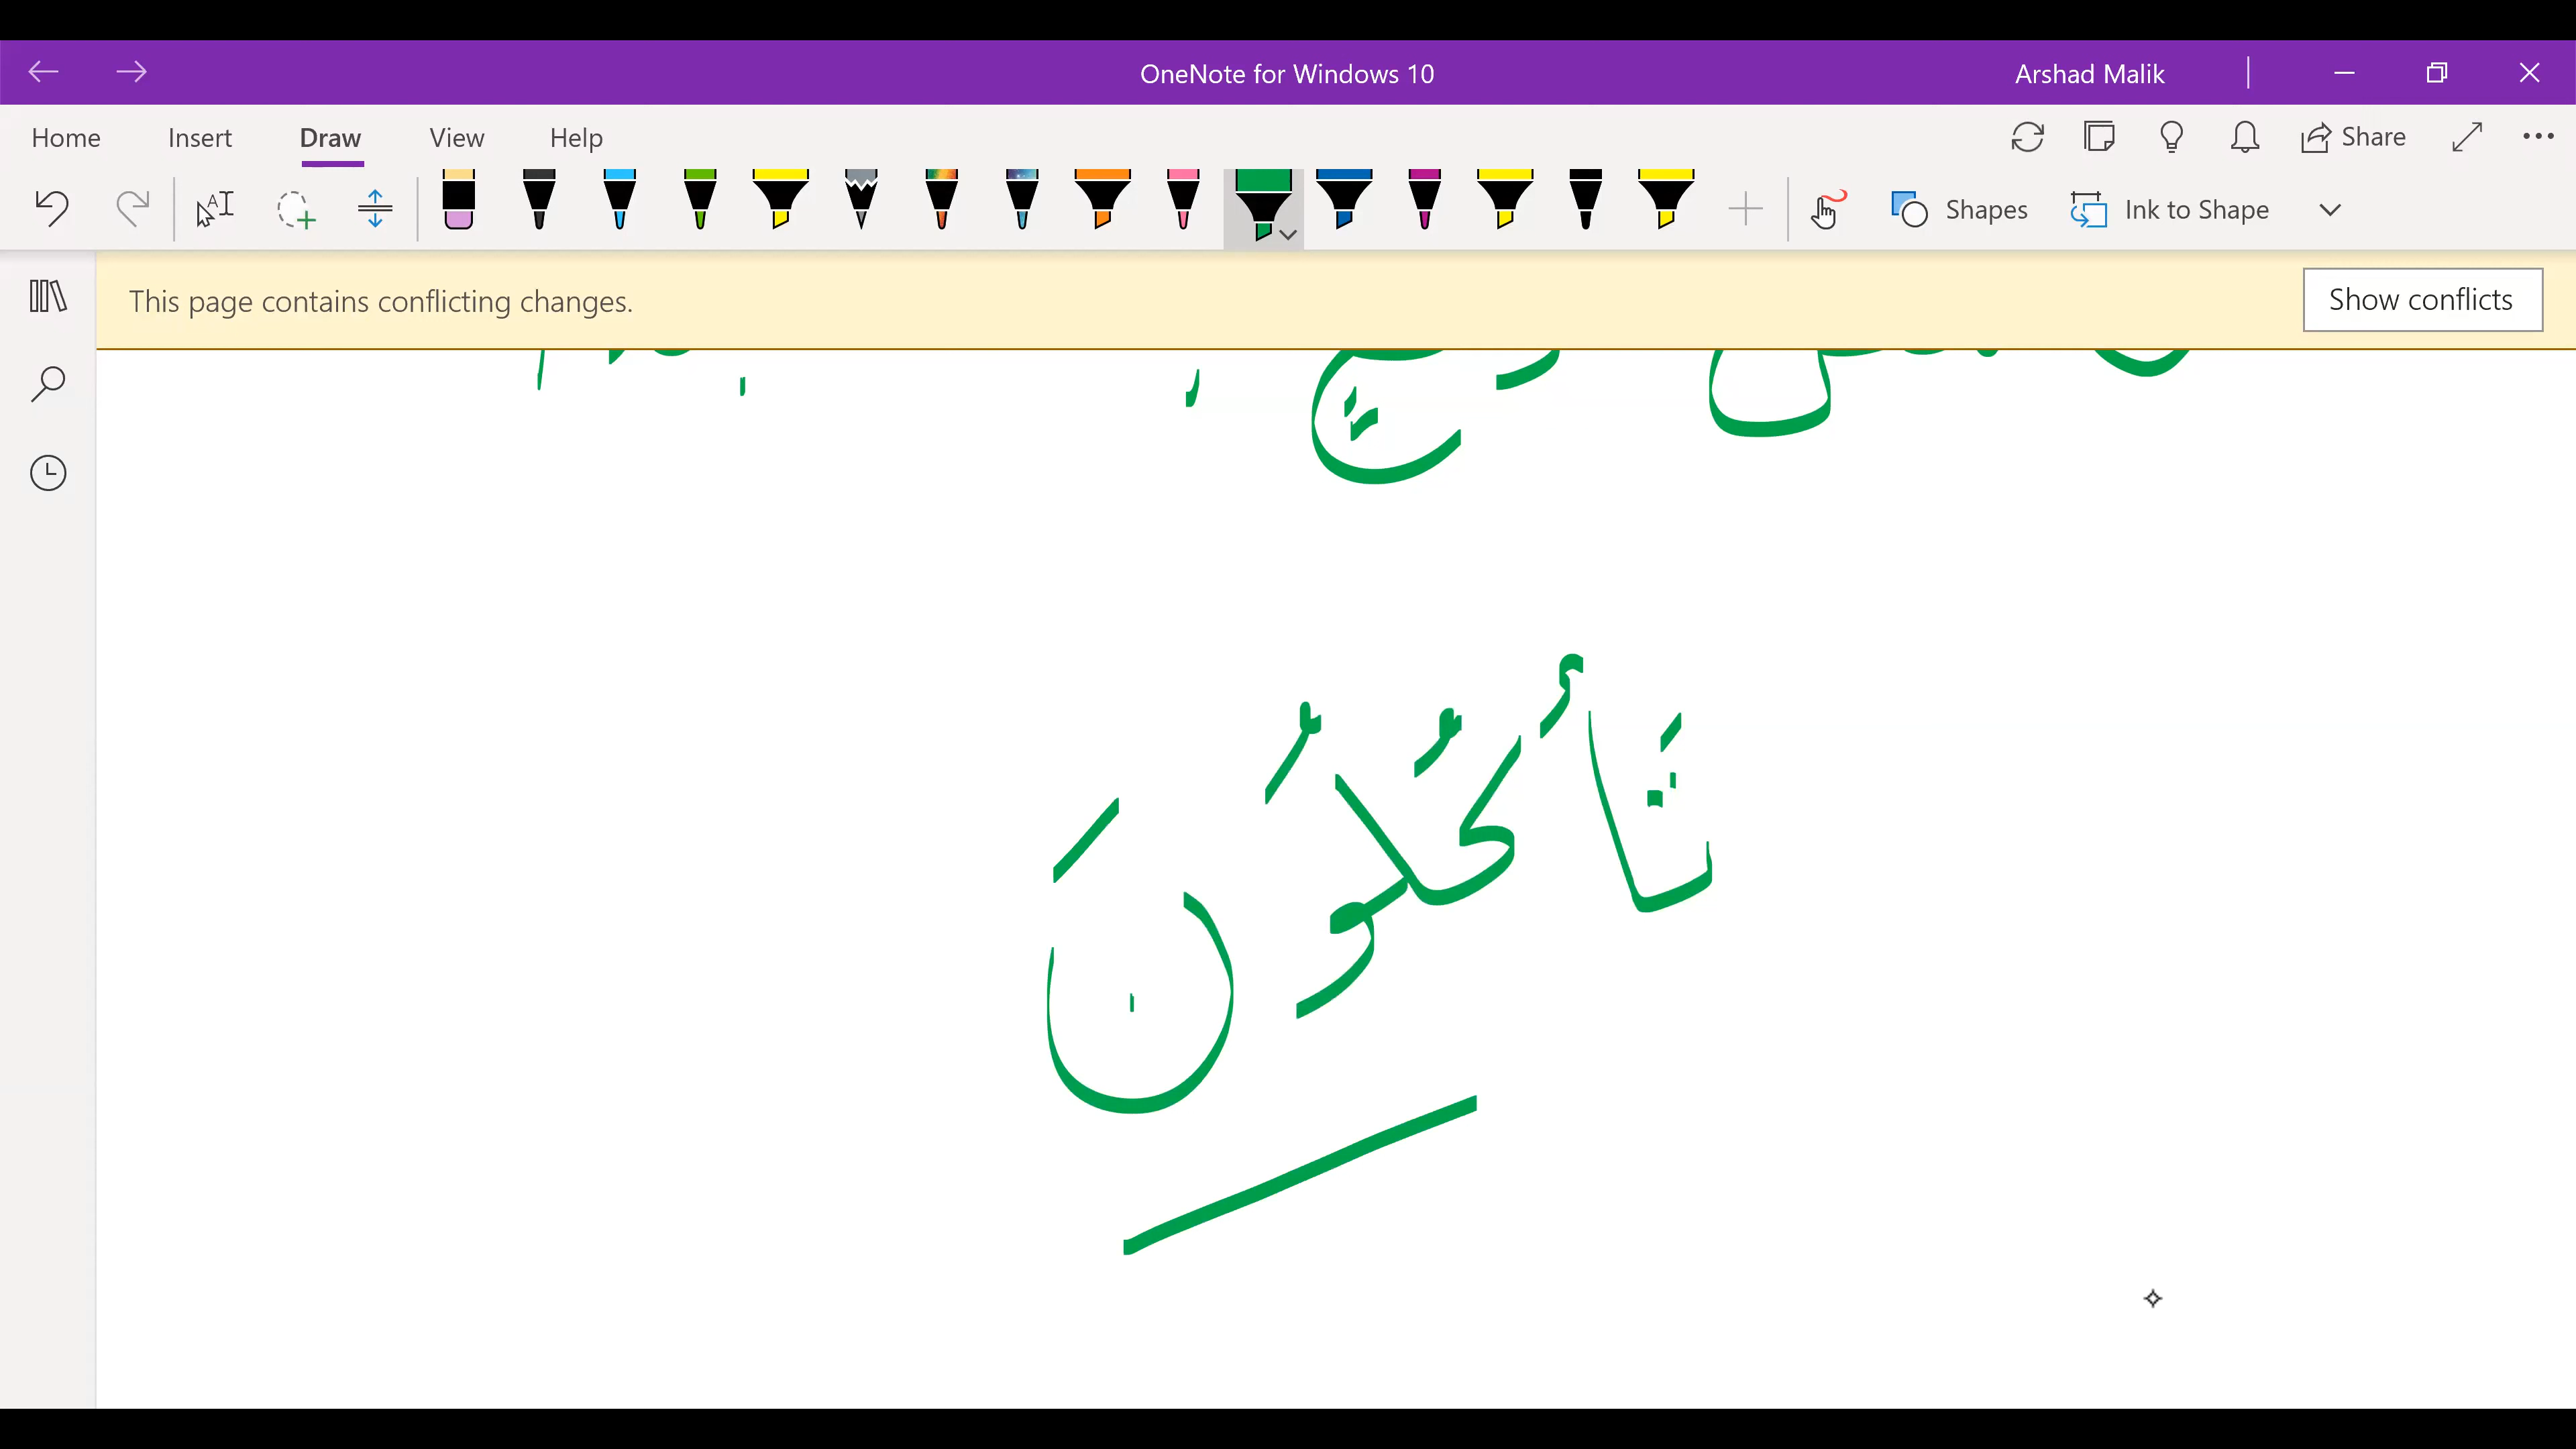 OneNote for Windows 10
Arshad Malik
Home Insert Draw View Help
Share
Shapes
Ink to Shape
This page contains conflicting changes.
Show conflicts
تَأْكُلُونَ